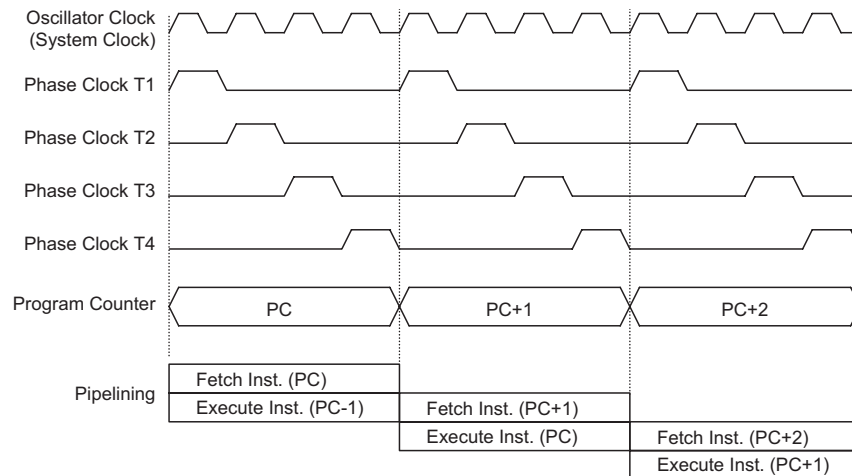 Oscillator Clock
(System Clock)
Phase Clock T1
Phase Clock T2
Phase Clock T3
Phase Clock T4
Program Counter
PC
PC+1
PC+2
Pipelining
Fetch Inst. (PC)
Execute Inst. (PC-1)
Fetch Inst. (PC+1)
Execute Inst. (PC)
Fetch Inst. (PC+2)
Execute Inst. (PC+1)